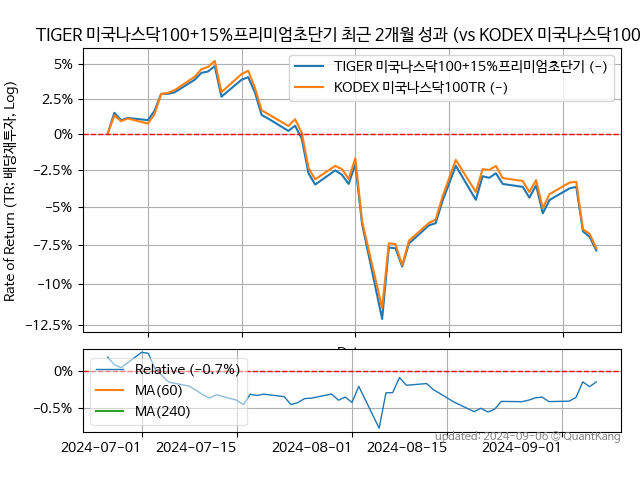 TIGER 미국나스닥100+15%프리미엄초단기 최근 2개월 성과 (vs KODEX 미국나스닥100
TIGER 미국나스닥100+15%프리미엄초단기 (-)
KODEX 미국나스닥100TR (-)
Rate of Return (TR: 배당재투자, Log)
5%
2.5%
0%
−2.5%
−5%
−7.5%
−10%
−12.5%
Relative (−0.7%)
MA(60)
MA(240)
0%
−0.5%
updated: 2024-09-06 © QuantKang
2024-07-01
2024-07-15
2024-08-01
2024-08-15
2024-09-01